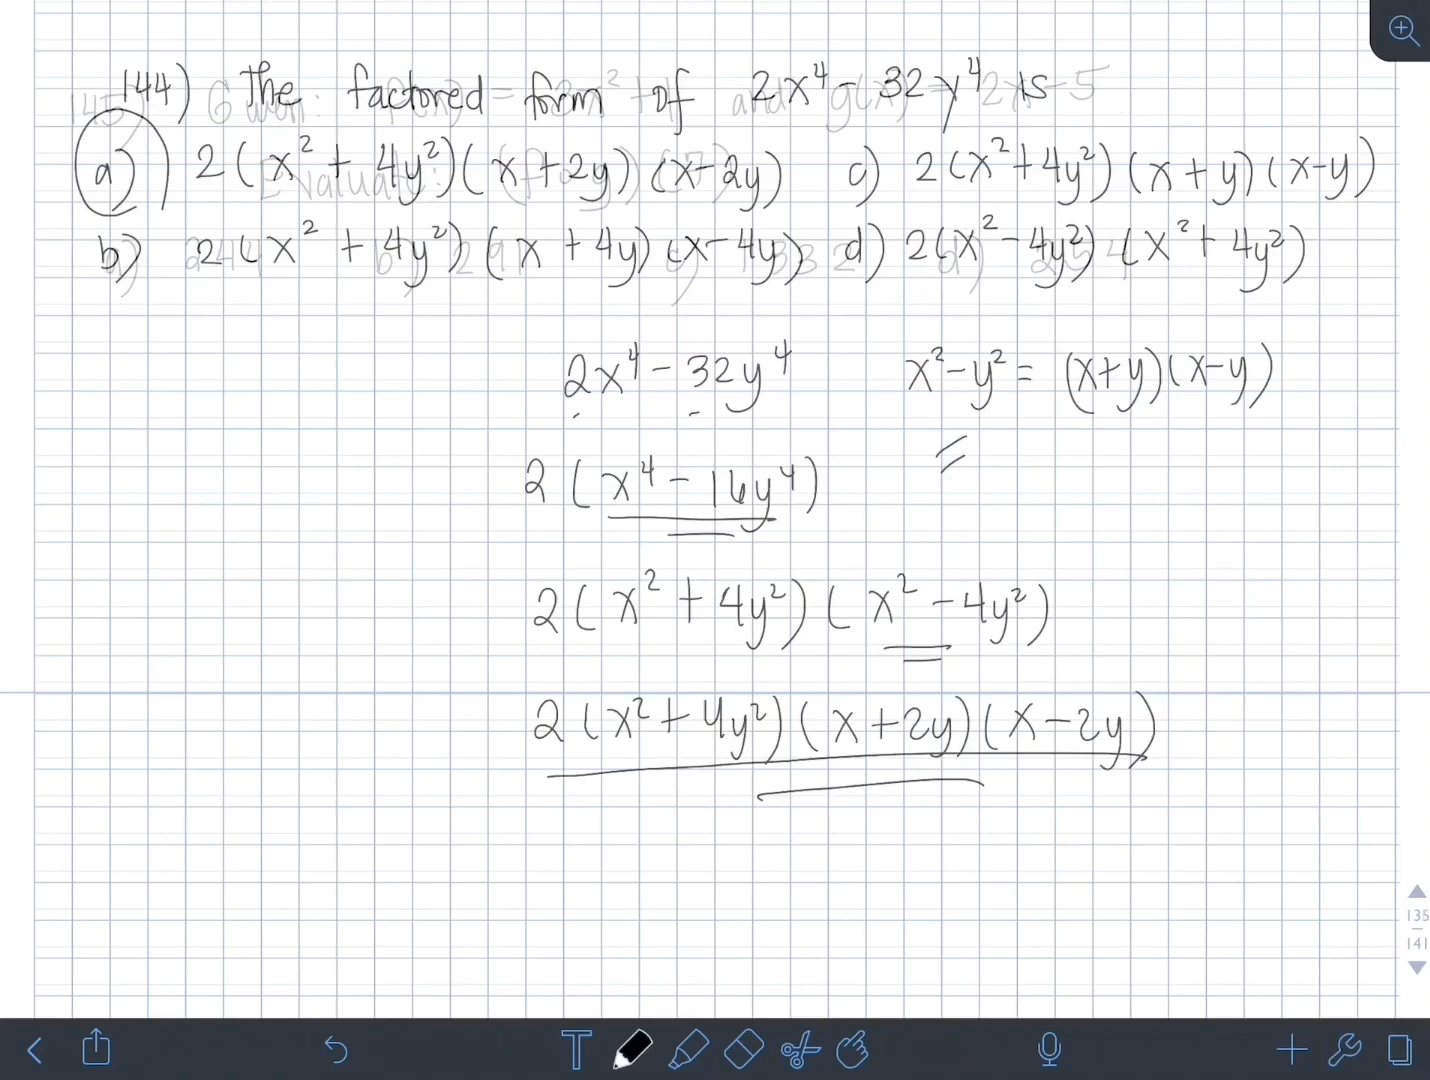 144) The factored form of 2x⁴ - 32y⁴ is
a) 2(x² + 4y²)(x + 2y)(x - 2y) c) 2(x² + 4y²)(x + y)(x - y)
b) 2(x² + 4y²)(x + 4y)(x - 4y) d) 2(x² - 4y²)(x² + 4y²)
2x⁴ - 32y⁴ x² - y² = (x + y)(x - y)
2(x⁴ - 16y⁴)
2(x² + 4y²)(x² - 4y²)
2(x² + 4y²)(x + 2y)(x - 2y)
135
141
T